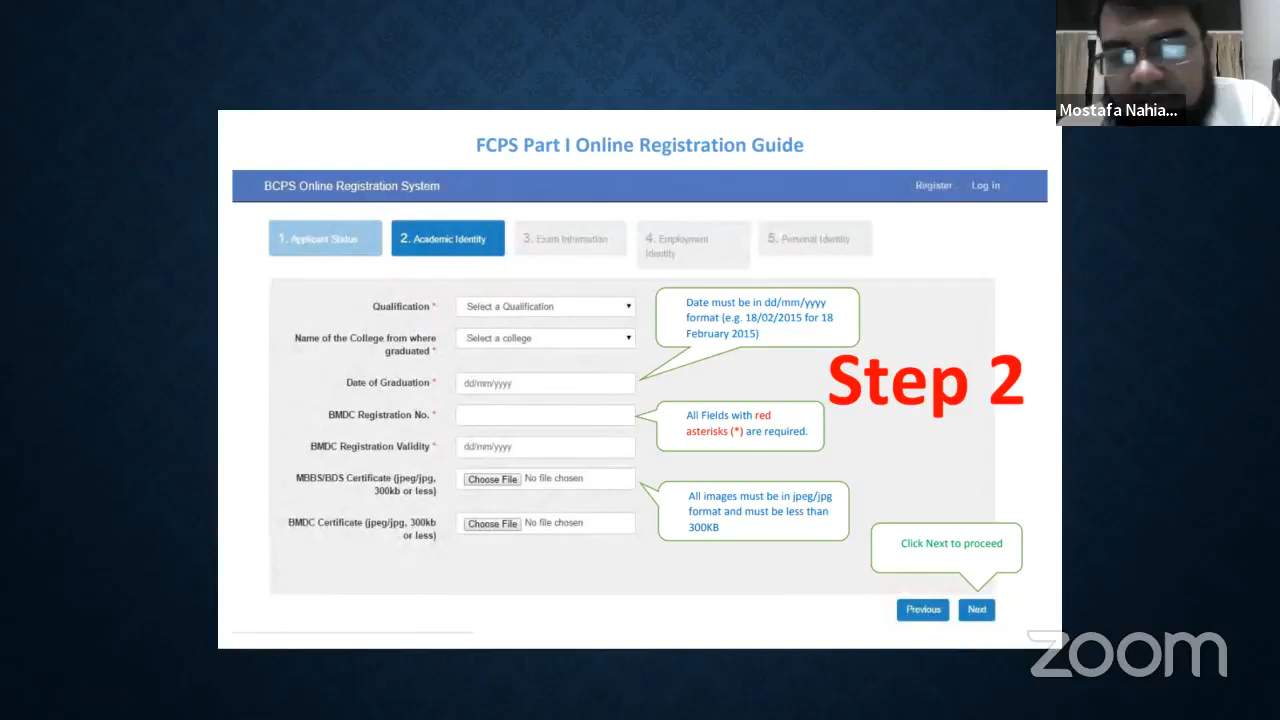 Mostafa Nahia...
FCPS Part I Online Registration Guide
BCPS Online Registration System
Register
Log in
1. Applicant Status
2. Academic Identity
3. Exam Information
4. Employment
Identity
5. Personal Identity
Qualification *
Select a Qualification
Date must be in dd/mm/yyyy
format (e.g. 18/02/2015 for 18
February 2015)
Name of the College from where
graduated *
Select a college
Step 2
Date of Graduation *
dd/mm/yyyy
BMDC Registration No. *
All Fields with red
asterisks (*) are required.
BMDC Registration Validity *
dd/mm/yyyy
MBBS/BDS Certificate (jpeg/jpg,
300kb or less)
Choose File No file chosen
All images must be in jpeg/jpg
format and must be less than
300KB
BMDC Certificate (jpeg/jpg, 300kb
or less)
Choose File No file chosen
Click Next to proceed
Previous
Next
zoom